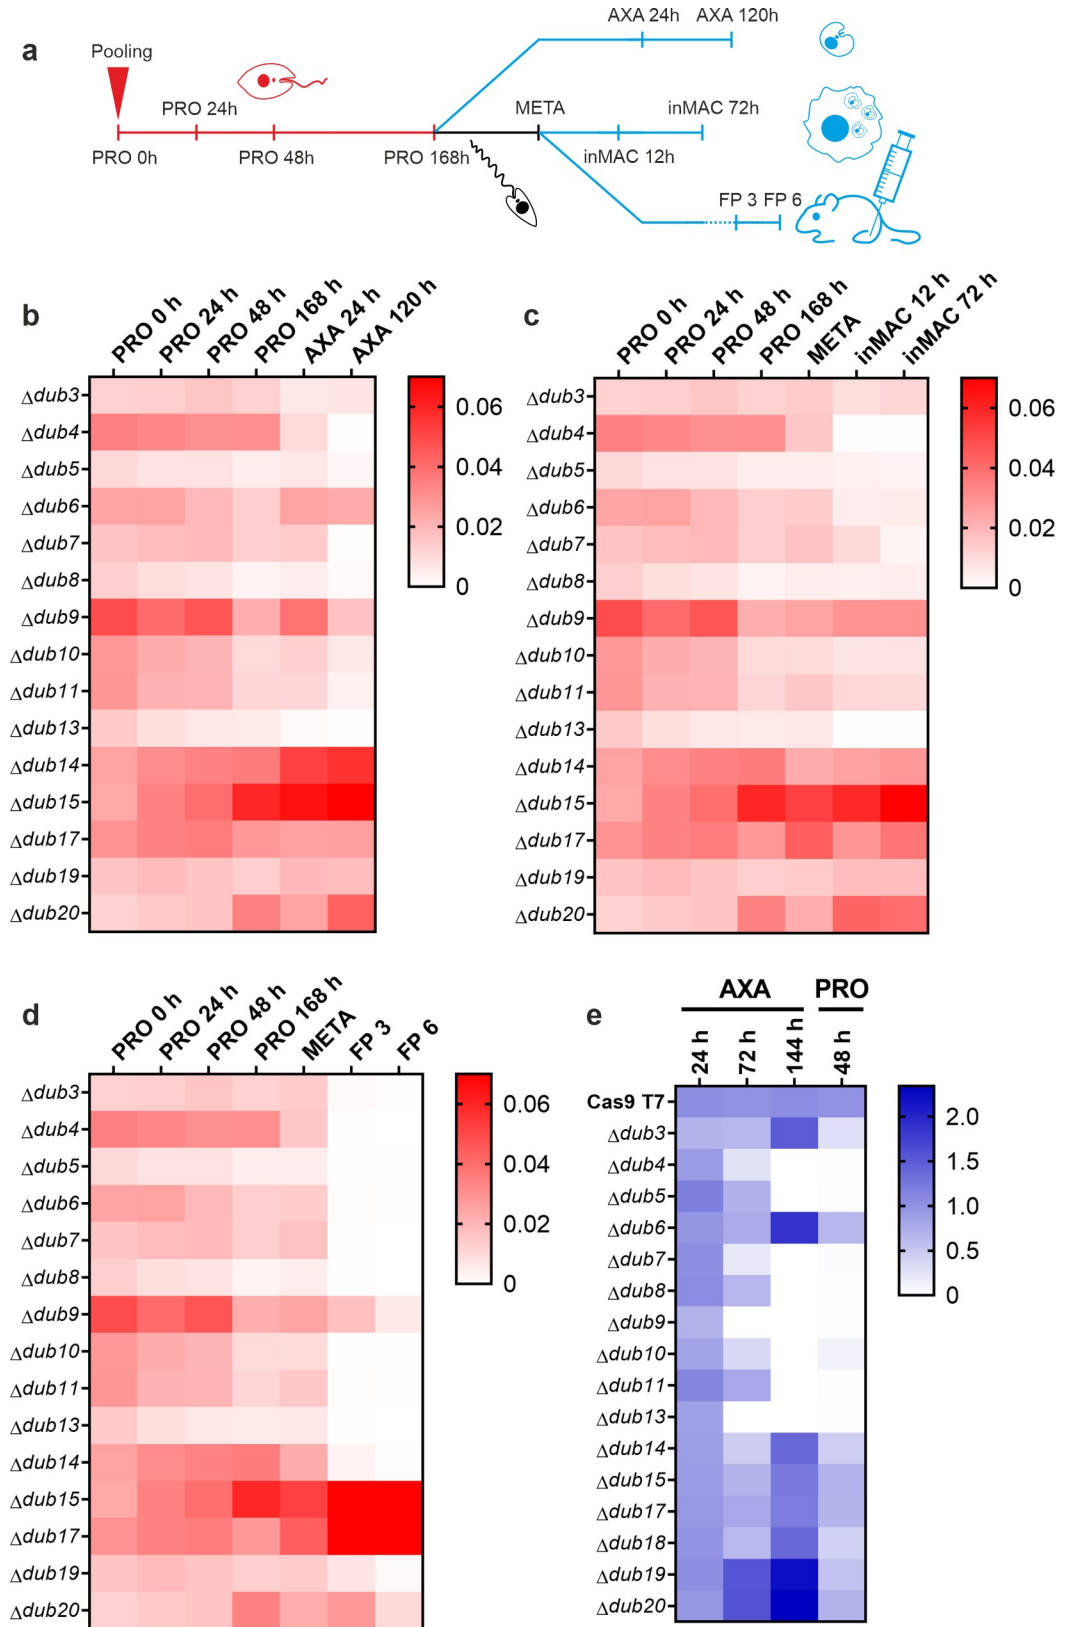 a
Pooling
AXA 24h AXA 120h
PRO 24h
META
inMAC 72h
PRO 0h
PRO 48h
PRO 168h
inMAC 12h
FP 3 FP 6
b
PRO 0 h
PRO 24 h
PRO 48 h
PRO 168 h
AXA 24 h
AXA 120 h
Δdub3
Δdub4
Δdub5
Δdub6
Δdub7
Δdub8
Δdub9
Δdub10
Δdub11
Δdub13
Δdub14
Δdub15
Δdub17
Δdub19
Δdub20
0.06
0.04
0.02
0
c
PRO 0 h
PRO 24 h
PRO 48 h
PRO 168 h
META
inMAC 12 h
inMAC 72 h
Δdub3
Δdub4
Δdub5
Δdub6
Δdub7
Δdub8
Δdub9
Δdub10
Δdub11
Δdub13
Δdub14
Δdub15
Δdub17
Δdub19
Δdub20
0.06
0.04
0.02
0
d
PRO 0 h
PRO 24 h
PRO 48 h
PRO 168 h
META
FP 3
FP 6
Δdub3
Δdub4
Δdub5
Δdub6
Δdub7
Δdub8
Δdub9
Δdub10
Δdub11
Δdub13
Δdub14
Δdub15
Δdub17
Δdub19
Δdub20
0.06
0.04
0.02
0
e
AXA PRO
24 h
72 h
144 h
48 h
Cas9 T7
Δdub3
Δdub4
Δdub5
Δdub6
Δdub7
Δdub8
Δdub9
Δdub10
Δdub11
Δdub13
Δdub14
Δdub15
Δdub17
Δdub18
Δdub19
Δdub20
2.0
1.5
1.0
0.5
0